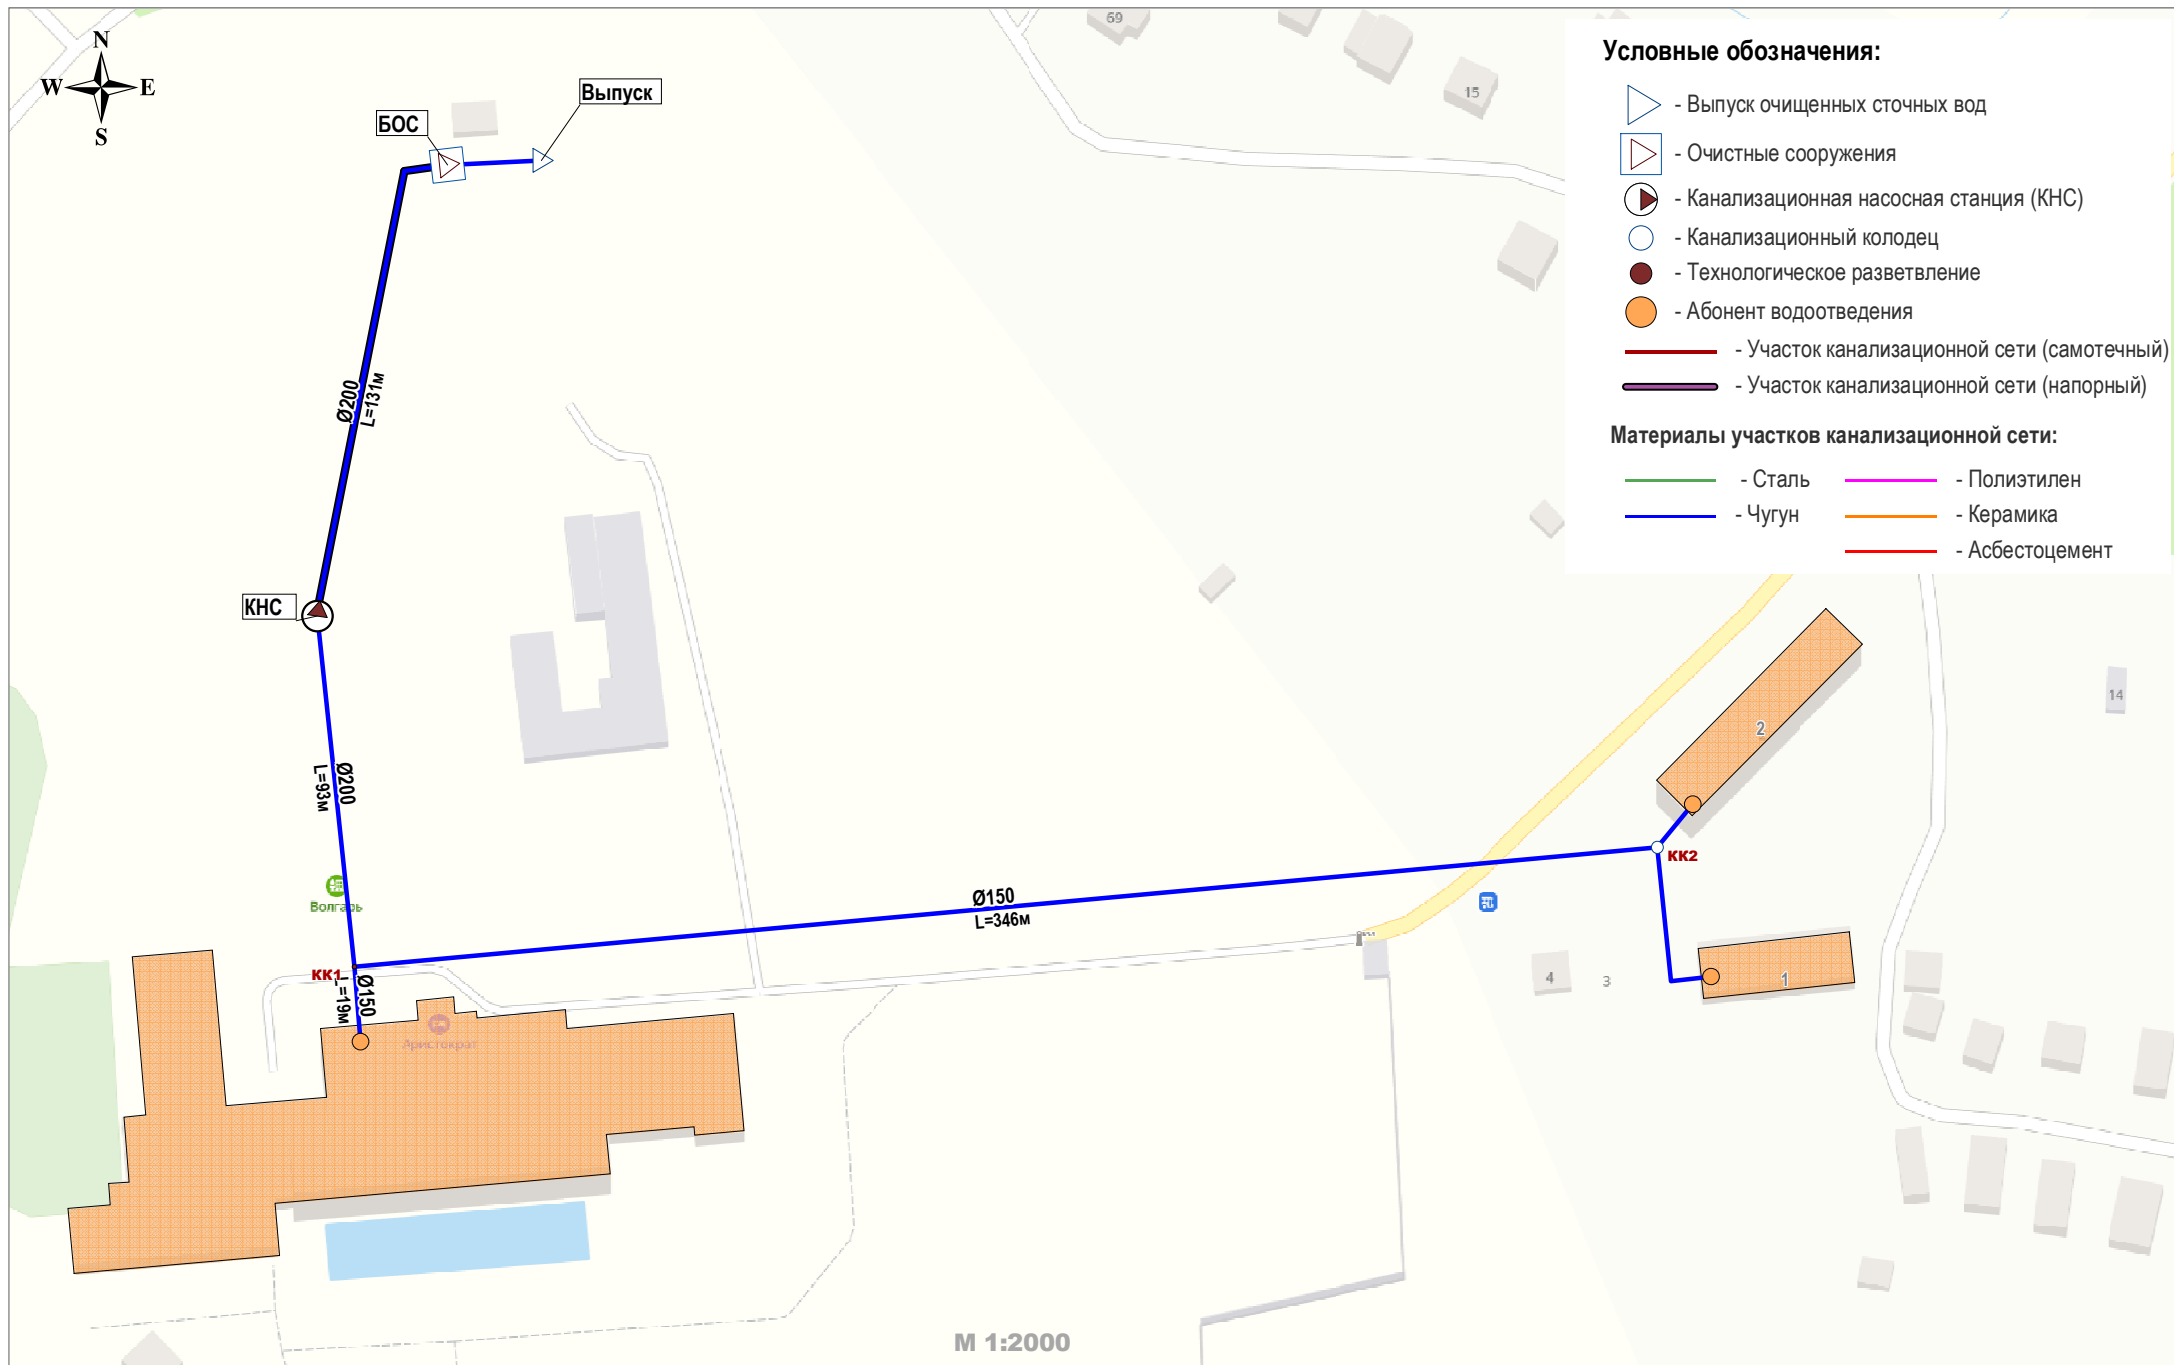 69
N
W E
S
Выпуск
БОС
15
Условные обозначения:
- Выпуск очищенных сточных вод
- Очистные сооружения
- Канализационная насосная станция (КНС)
- Канализационный колодец
- Технологическое разветвление
- Абонент водоотведения
- Участок канализационной сети (самотечный)
- Участок канализационной сети (напорный)
Материалы участков канализационной сети:
- Сталь
- Полиэтилен
- Чугун
- Керамика
- Асбестоцемент
Ø200
L=131м
КНС
14
2
Ø200
L=93м
КК2
Волгарь
Ø150
L=346м
КК1
Ø150
L=19м
4
3
1
Аристократ
М 1:2000